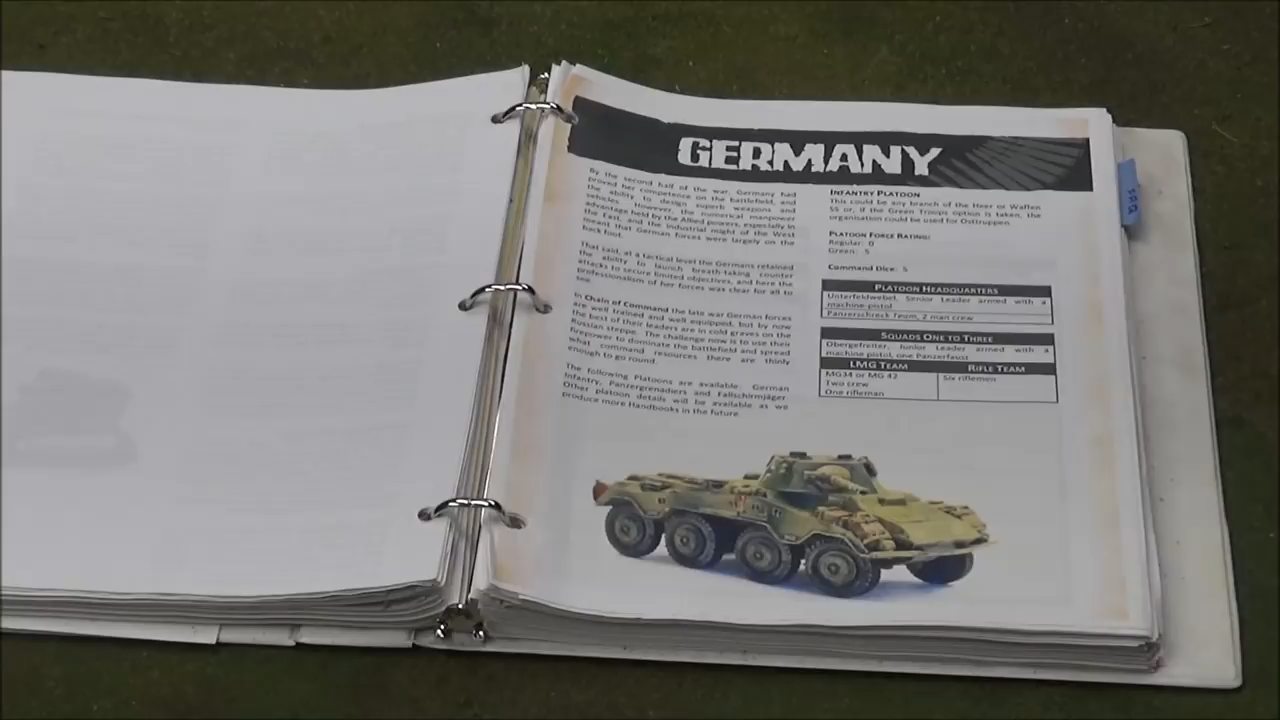 GERMANY
By the second half of the war, Germany had
proved her competence on the battlefield, and
the ability to design superb weapons and
vehicles. However, the numerical manpower
advantage held by the Allied powers, especially in
the East, and the industrial might of the West
meant that German forces were largely on the
back foot.
That said, at a tactical level the Germans retained
the ability to launch breath-taking counter
attacks to secure limited objectives, and here the
professionalism of her forces was clear for all to
see.
In Chain of Command the late war German forces
are well trained and well equipped, but by now
the best of their leaders are in cold graves on the
Russian steppe. The challenge now is to use their
firepower to dominate the battlefield and spread
what command resources there are thinly
enough to go round.
The following Platoons are available: German
Infantry, Panzergrenadiers and Fallschirmjäger.
Other platoon details will be available as we
produce more Handbooks in the future.
INFANTRY PLATOON
This could be any branch of the Heer or Waffen
SS or, if the Green Troops option is taken, the
organisation could be used for Osttruppen.
PLATOON FORCE RATING:
Regular: 0
Green: -5
Command Dice: 5
PLATOON HEADQUARTERS
Unterfeldwebel, Senior Leader armed with a
machine-pistol
Panzerschreck Team, 2 man crew
SQUADS ONE TO THREE
Obergefreiter, Junior Leader armed with a
machine pistol, one Panzerfaust
LMG TEAM
RIFLE TEAM
MG34 or MG 42
Six riflemen
Two crew
One rifleman